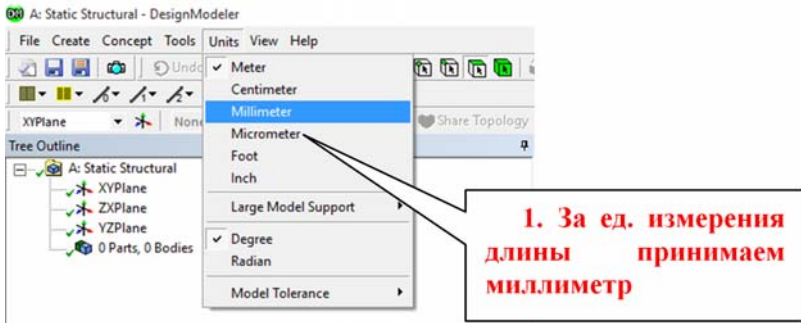 A: Static Structural - DesignModeler
File Create Concept Tools Units View Help
Undo
Meter
Centimeter
Millimeter
Micrometer
Foot
Inch
Large Model Support
Degree
Radian
Model Tolerance
XYPlane
Share Topology
Tree Outline
A: Static Structural
XYPlane
ZXPlane
YZPlane
0 Parts, 0 Bodies
1. За ед. измерения
длины принимаем
миллиметр